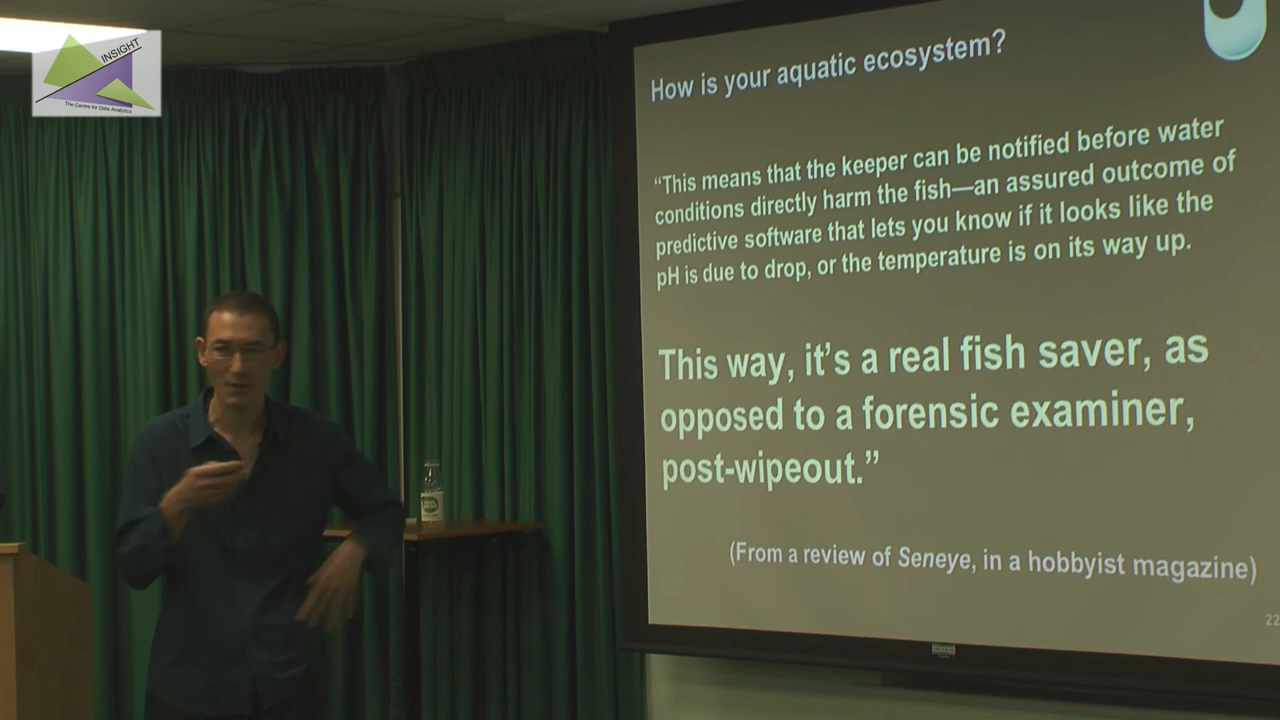 INSIGHT
The Centre for Data Analytics
How is your aquatic ecosystem?
“This means that the keeper can be notified before water
conditions directly harm the fish—an assured outcome of
predictive software that lets you know if it looks like the
pH is due to drop, or the temperature is on its way up.
This way, it’s a real fish saver, as
opposed to a forensic examiner,
post-wipeout.”
(From a review of Seneye, in a hobbyist magazine)
22